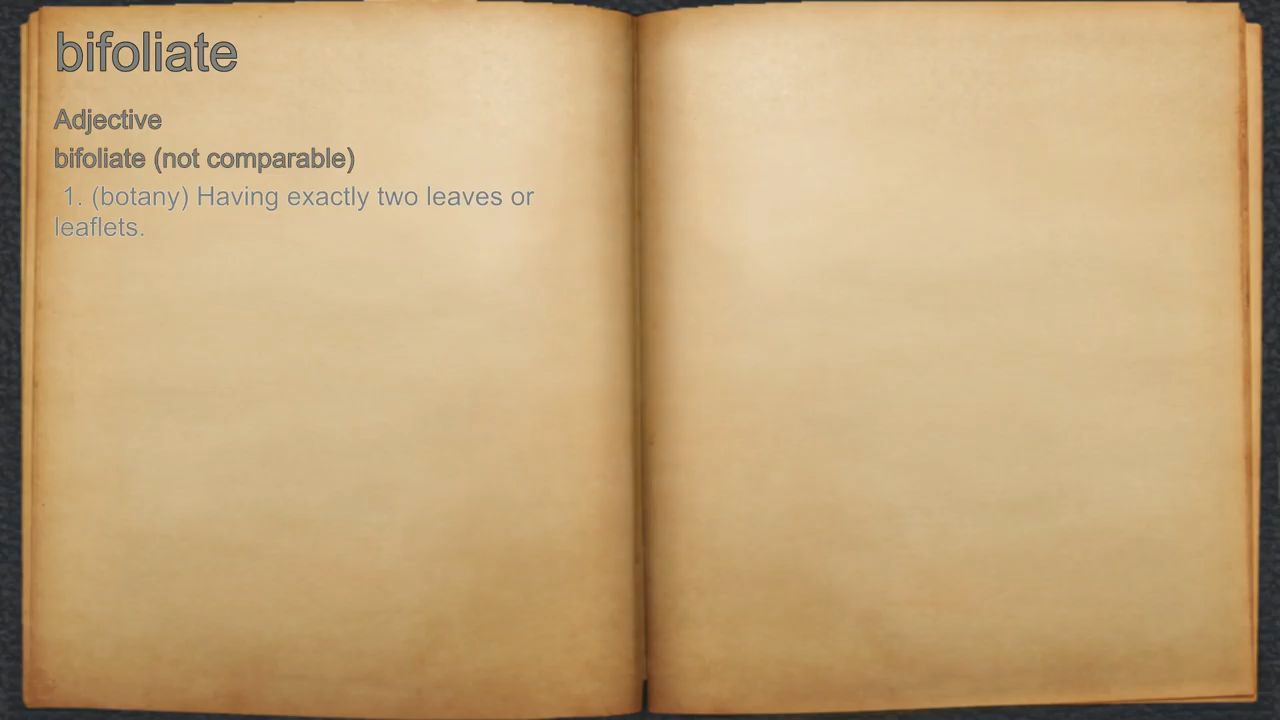 bifoliate
Adjective
bifoliate (not comparable)
1. (botany) Having exactly two leaves or
leaflets.